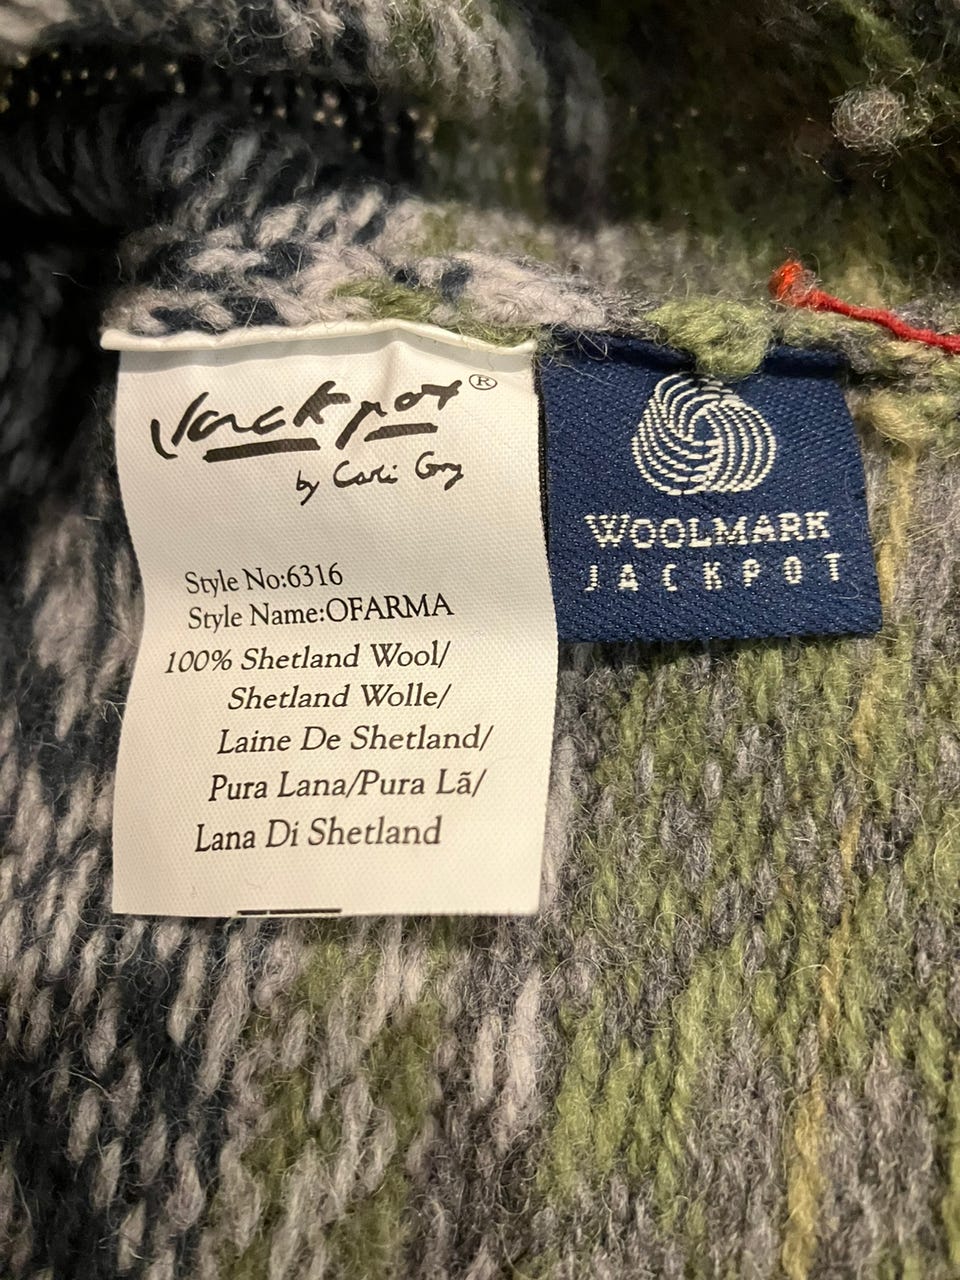 Jackpot®
by Carli Gry
Style No:6316
Style Name:OFARMA
100% Shetland Wool/
Shetland Wolle/
Laine De Shetland/
Pura Lana/Pura Lã/
Lana Di Shetland
WOOLMARK
JACKPOT